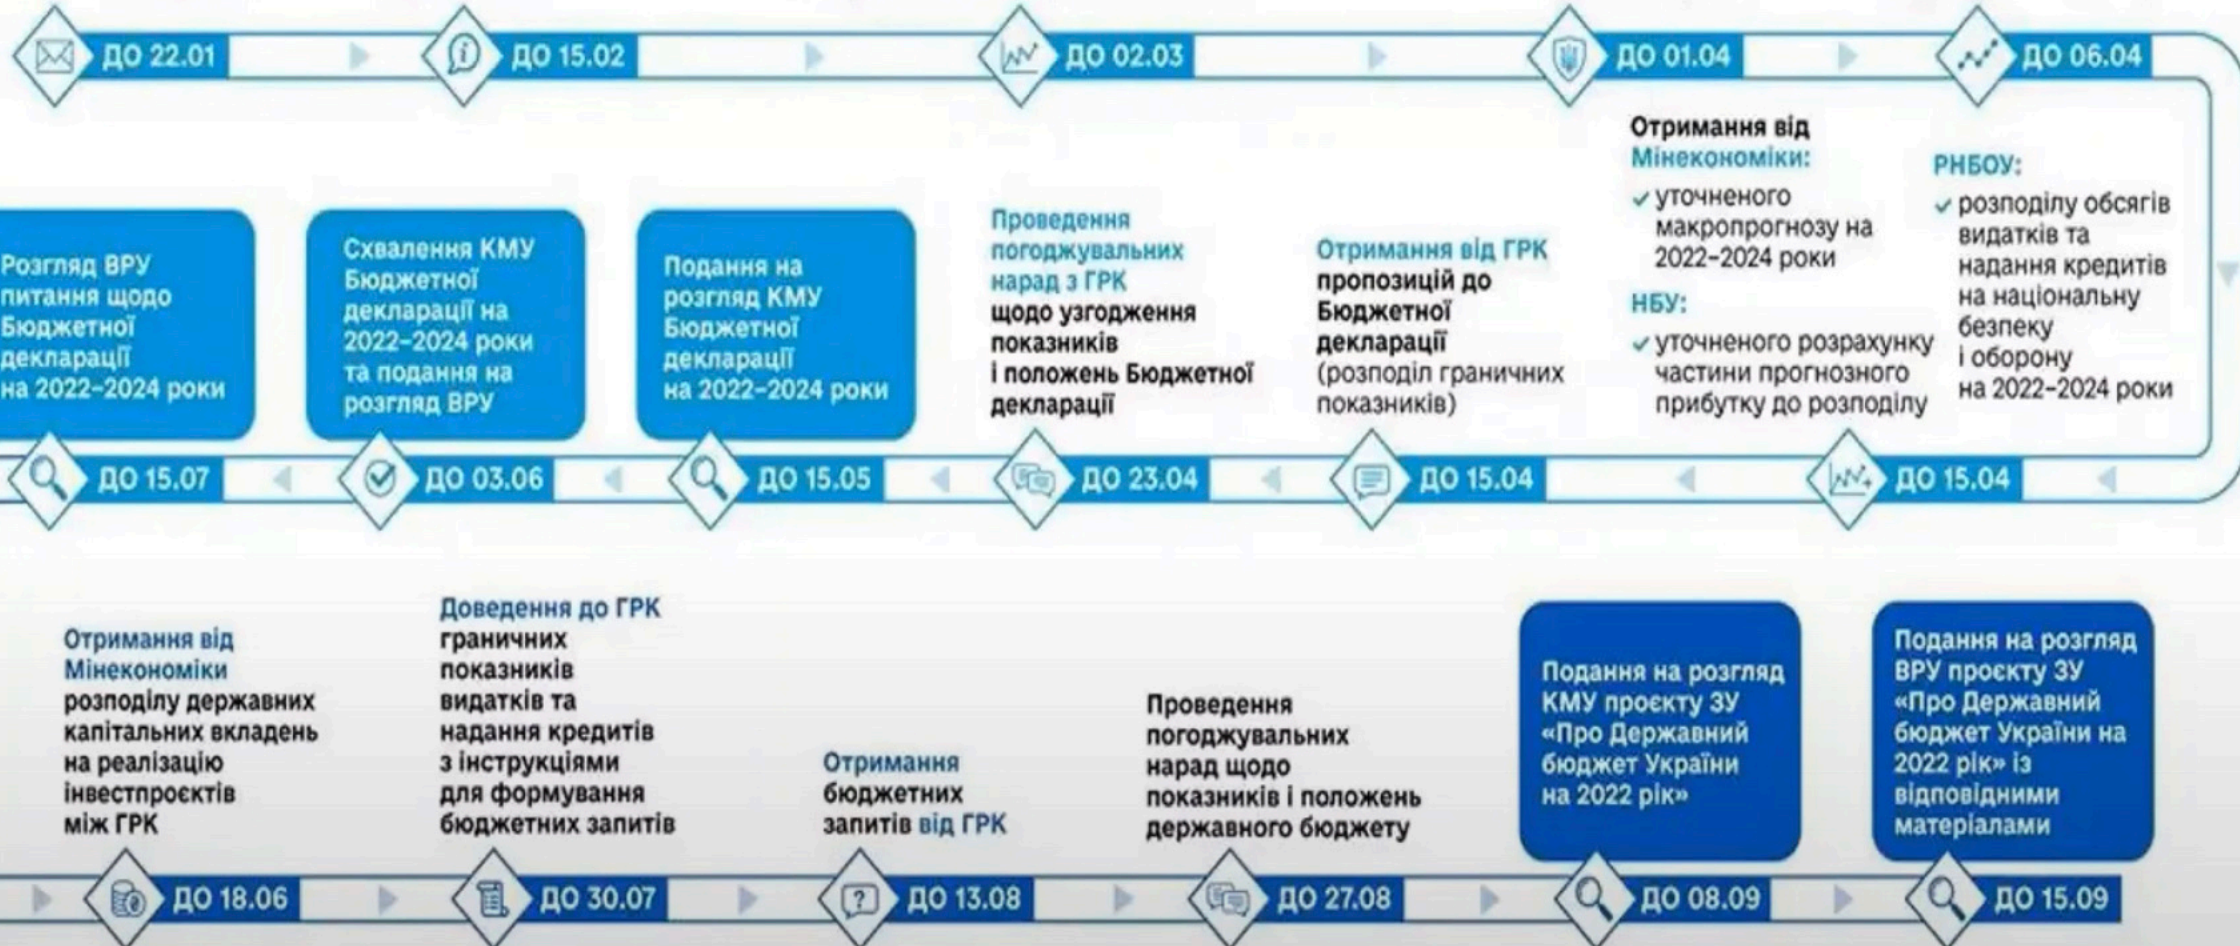 ДО 22.01
ДО 15.02
ДО 02.03
ДО 01.04
ДО 06.04
Розгляд ВРУ
питання щодо
Бюджетної
декларації
на 2022–2024 роки
Схвалення КМУ
Бюджетної
декларації на
2022–2024 роки
та подання на
розгляд ВРУ
Подання на
розгляд КМУ
Бюджетної
декларації
на 2022–2024 роки
Проведення
погоджувальних
нарад з ГРК
щодо узгодження
показників
і положень Бюджетної
декларації
Отримання від ГРК
пропозицій до
Бюджетної
декларації
(розподіл граничних
показників)
Отримання від
Мінекономіки:
✓ уточненого
макропрогнозу на
2022–2024 роки
НБУ:
✓ уточненого розрахунку
частини прогнозного
прибутку до розподілу
РНБОУ:
✓ розподілу обсягів
видатків та
надання кредитів
на національну
безпеку
і оборону
на 2022–2024 роки
ДО 15.07
ДО 03.06
ДО 15.05
ДО 23.04
ДО 15.04
ДО 15.04
Отримання від
Мінекономіки
розподілу державних
капітальних вкладень
на реалізацію
інвестпроєктів
між ГРК
Доведення до ГРК
граничних
показників
видатків та
надання кредитів
з інструкціями
для формування
бюджетних запитів
Отримання
бюджетних
запитів від ГРК
Проведення
погоджувальних
нарад щодо
показників і положень
державного бюджету
Подання на розгляд
КМУ проєкту ЗУ
«Про Державний
бюджет України
на 2022 рік»
Подання на розгляд
ВРУ проєкту ЗУ
«Про Державний
бюджет України на
2022 рік» із
відповідними
матеріалами
ДО 18.06
ДО 30.07
ДО 13.08
ДО 27.08
ДО 08.09
ДО 15.09